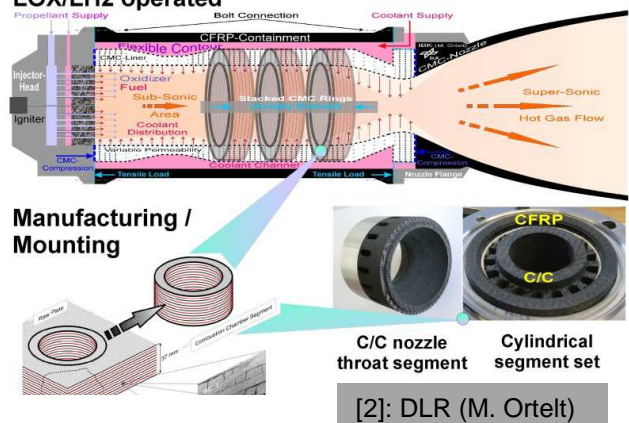 LOX/LH2 operated
Propellant Supply
Bolt Connection
Coolant Supply
CFRP-Containment
Flexible Contour
IBK (M. Ortelt)
CMC-Nozzle
CMC-Liner
Injector-
Head
Oxidizer
Fuel
Igniter
Sub-Sonic
Area
Stacked CMC Rings
Super-Sonic
Hot Gas Flow
Coolant
Distribution
Variable Permeability
CMC-
Compression
CMC-
Compression
Coolant Channel
Tensile Load
Tensile Load
Nozzle Flange
Manufacturing /
Mounting
CFRP
C/C
Raw Plate
Combustion Chamber Segment
37 mm
C/C nozzle
throat segment
Cylindrical
segment set
[2]: DLR (M. Ortelt)